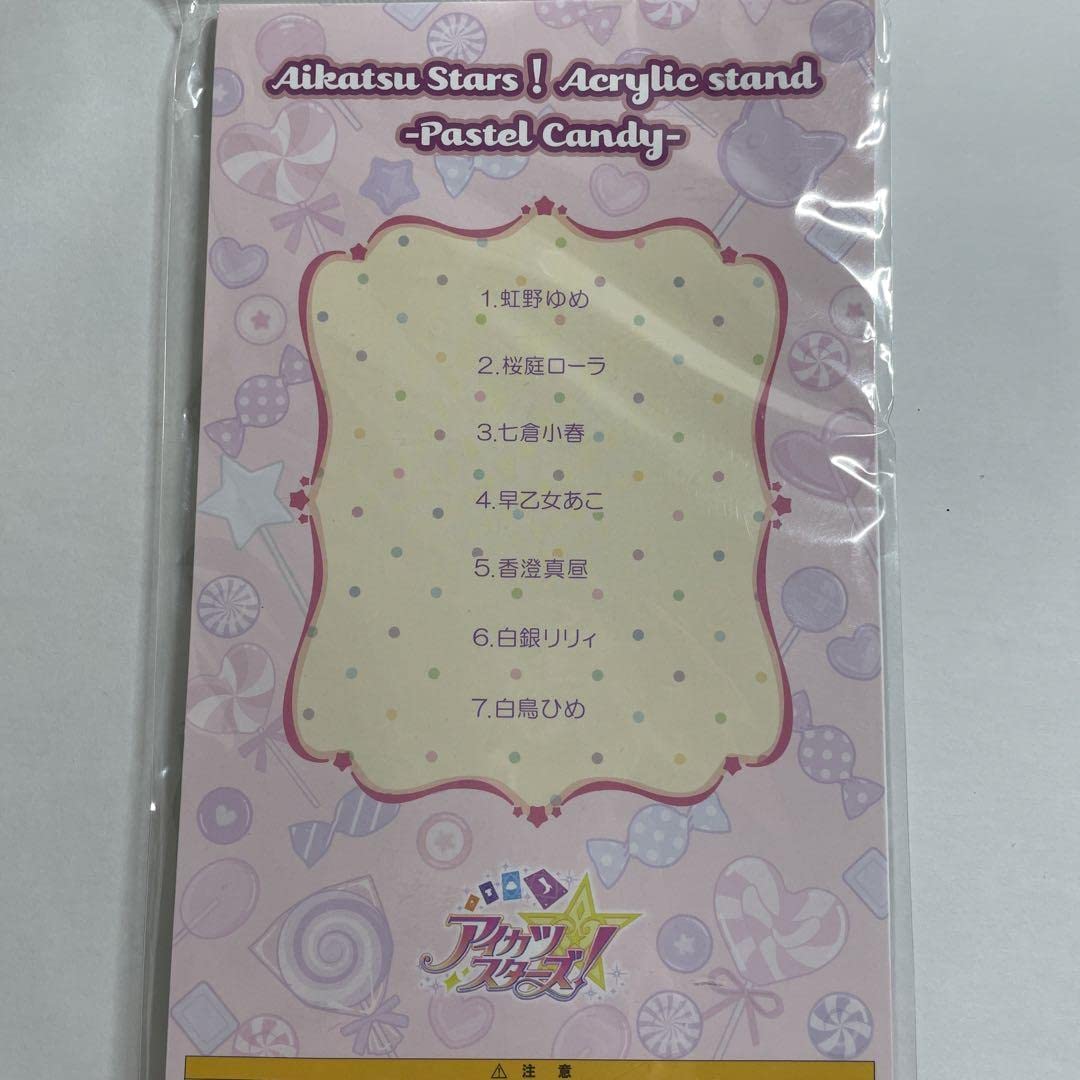 Aikatsu Stars! Acrylic stand
-Pastel Candy-
1.虹野ゆめ
2.桜庭ローラ
3.七倉小春
4.早乙女あこ
5.香澄真昼
6.白銀リリィ
7.白鳥ひめ
アイカツ
スターズ!
⚠ 注意